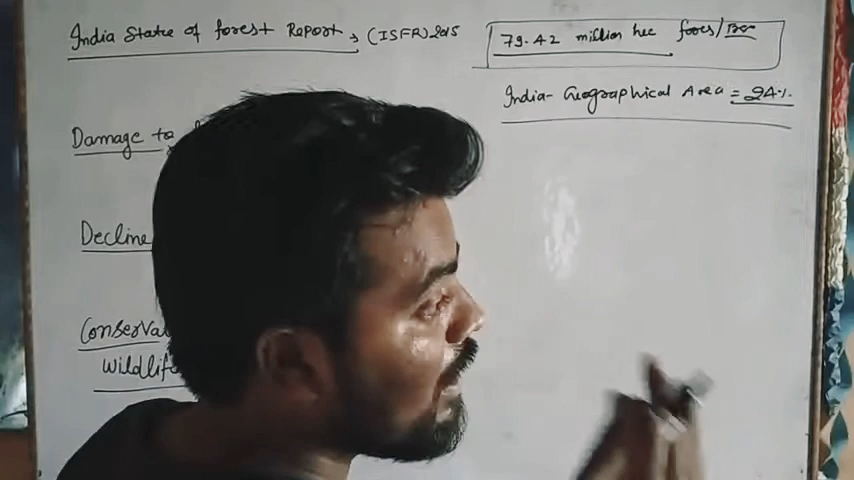 India State of forest Report → (ISFR) 2015
79.42 million hec
India - Geographical Area = 24%.
Damage to
Decline
Conserva
Wildlife